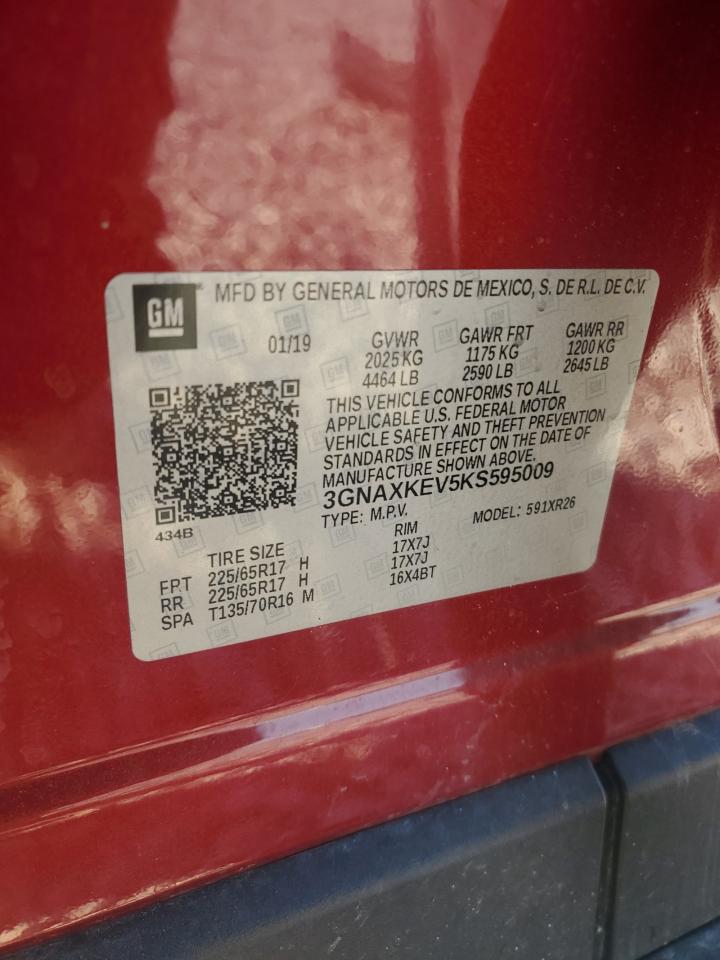 GM MFD BY GENERAL MOTORS DE MEXICO, S. DE R.L. DE C.V.
01/19 GVWR GAWR FRT GAWR RR
2025 KG 1175 KG 1200 KG
4464 LB 2590 LB 2645 LB
THIS VEHICLE CONFORMS TO ALL
APPLICABLE U.S. FEDERAL MOTOR
VEHICLE SAFETY AND THEFT PREVENTION
STANDARDS IN EFFECT ON THE DATE OF
MANUFACTURE SHOWN ABOVE.
3GNAXKEV5KS595009
434B TYPE: M.P.V. MODEL: 591XR26
TIRE SIZE RIM
FRT 225/65R17 H 17X7J
RR 225/65R17 H 17X7J
SPA T135/70R16 M 16X4BT